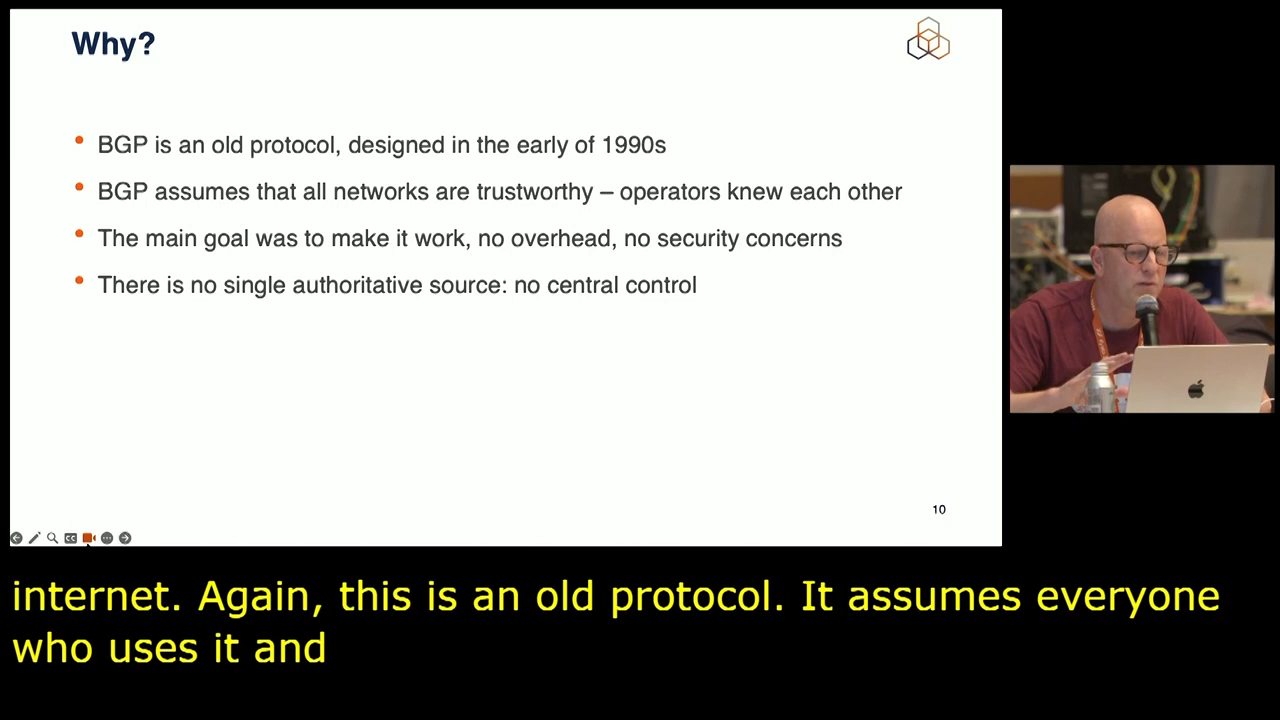 Why?
BGP is an old protocol, designed in the early of 1990s
BGP assumes that all networks are trustworthy – operators knew each other
The main goal was to make it work, no overhead, no security concerns
There is no single authoritative source: no central control
10
internet. Again, this is an old protocol. It assumes everyone
who uses it and